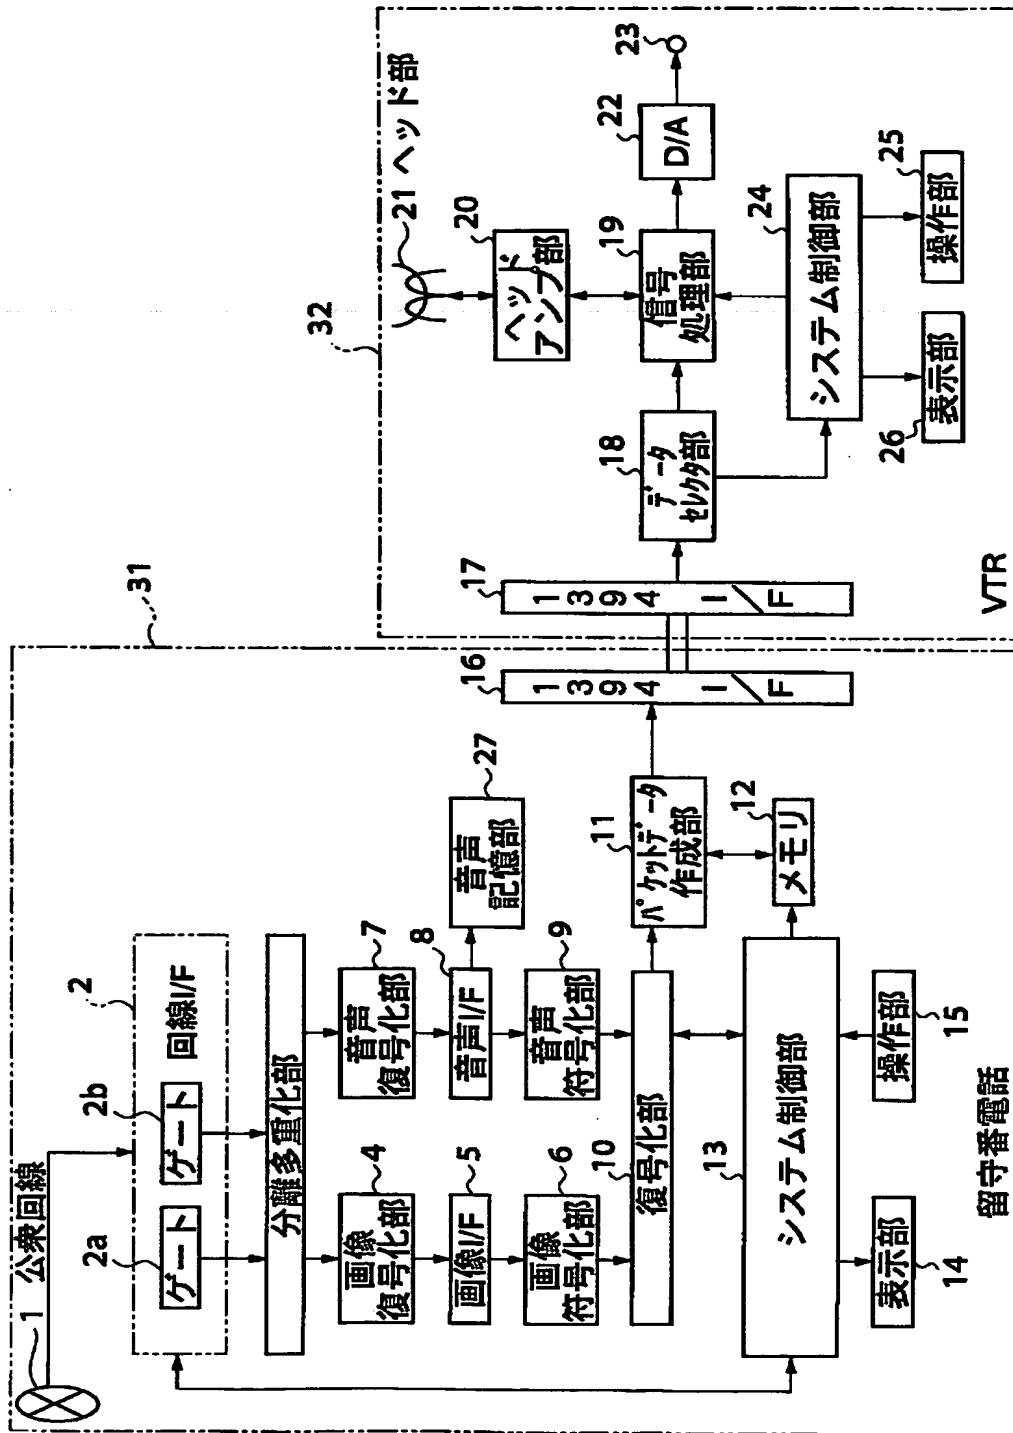 1 公衆回線
2
2a
2b
ゲート
ゲート
回線I/F
分離多重化部
4
画像
復号化部
5
画像I/F
6
画像
符号化部
7
音声
復号化部
8
音声I/F
9
音声
符号化部
27
音声
記憶部
10
復号化部
11
パケットデータ
作成部
12
メモリ
13
システム制御部
14
表示部
15
操作部
留守番電話
31
16
1394 I/F
17
1394 I/F
32
18
データ
セレクタ部
19
信号
処理部
20
ヘッド
アンプ部
21 ヘッド部
22
D/A
23
24
システム制御部
25
操作部
26
表示部
VTR